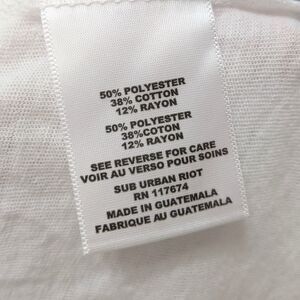 50% POLYESTER
38% COTTON
12% RAYON
50% POLYESTER
38%COTON
12% RAYON
SEE REVERSE FOR CARE
VOIR AU VERSO POUR SOINS
SUB URBAN RIOT
RN 117674
MADE IN GUATEMALA
FABRIQUE AU GUATEMALA